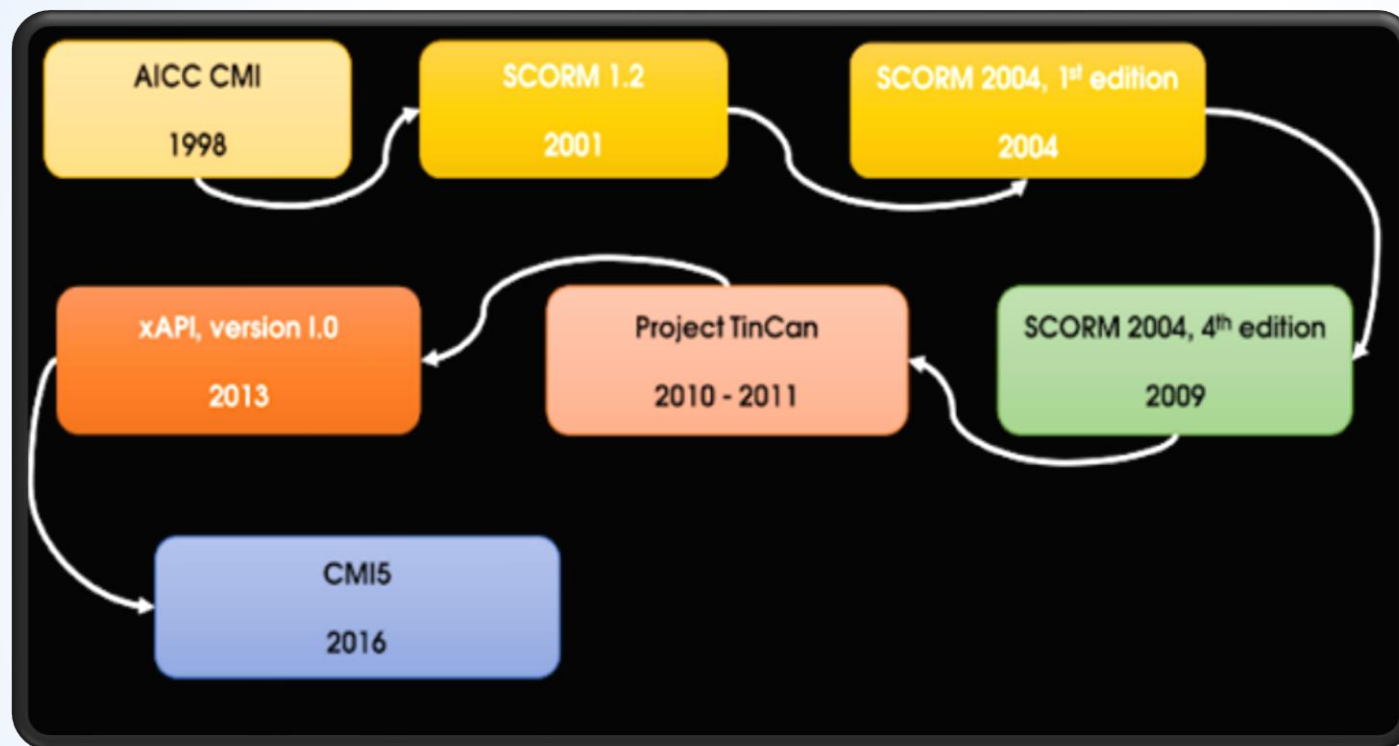 AICC CMI
1998
SCORM 1.2
2001
SCORM 2004, 1st edition
2004
SCORM 2004, 4th edition
2009
Project TinCan
2010 - 2011
xAPI, version I.0
2013
CMI5
2016